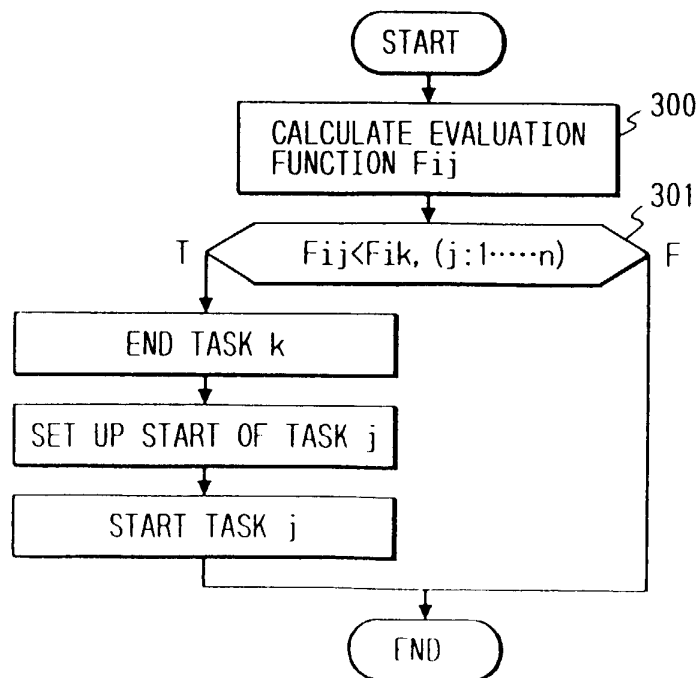 START
300
CALCULATE EVALUATION
FUNCTION Fij
301
T
Fij<Fik, (j:1·····n)
F
END TASK k
SET UP START OF TASK j
START TASK j
END